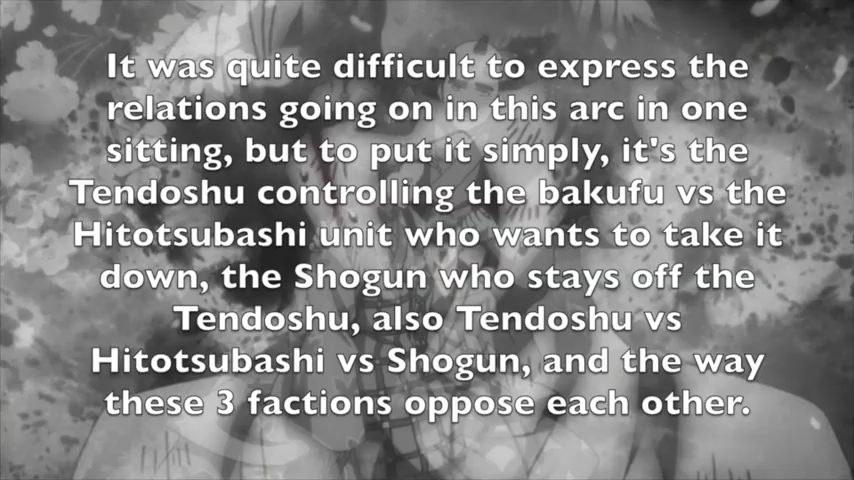 It was quite difficult to express the
relations going on in this arc in one
sitting, but to put it simply, it's the
Tendoshu controlling the bakufu vs the
Hitotsubashi unit who wants to take it
down, the Shogun who stays off the
Tendoshu, also Tendoshu vs
Hitotsubashi vs Shogun, and the way
these 3 factions oppose each other.